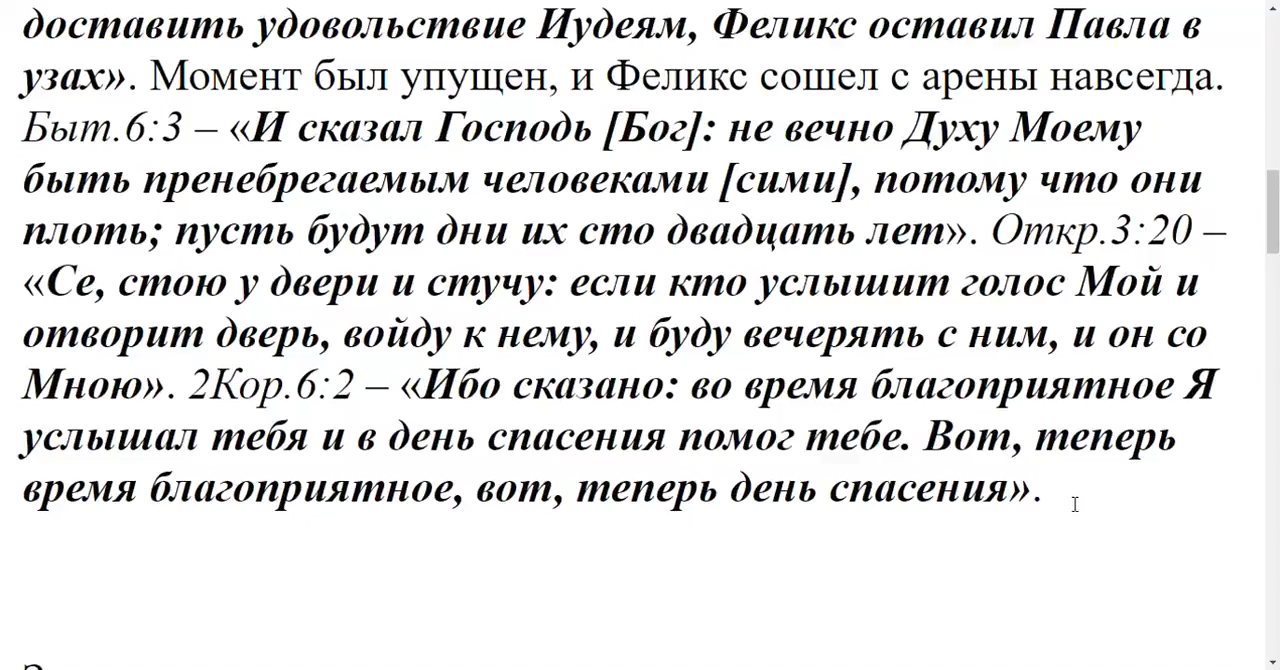 доставить удовольствие Иудеям, Феликс оставил Павла в
узах». Момент был упущен, и Феликс сошел с арены навсегда.
Быт.6:3 – «И сказал Господь [Бог]: не вечно Духу Моему
быть пренебрегаемым человеками [сими], потому что они
плоть; пусть будут дни их сто двадцать лет». Откр.3:20 –
«Се, стою у двери и стучу: если кто услышит голос Мой и
отворит дверь, войду к нему, и буду вечерять с ним, и он со
Мною». 2Кор.6:2 – «Ибо сказано: во время благоприятное Я
услышал тебя и в день спасения помог тебе. Вот, теперь
время благоприятное, вот, теперь день спасения».